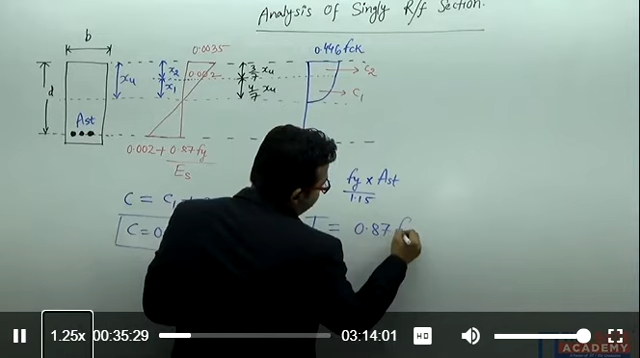 Analysis Of Singly R/f Section.
b
0.0035
0.446 fck
x₂
3/7 xu
c₂
xu
0.002
d
x₁
4/7 xu
c₁
Ast
0.002 + 0.87 fy
Es
fy x Ast
1.15
C = C₁ +
C = 0.
T = 0.87 f
1.25x 00:35:29 03:14:01 HD
ACADEMY